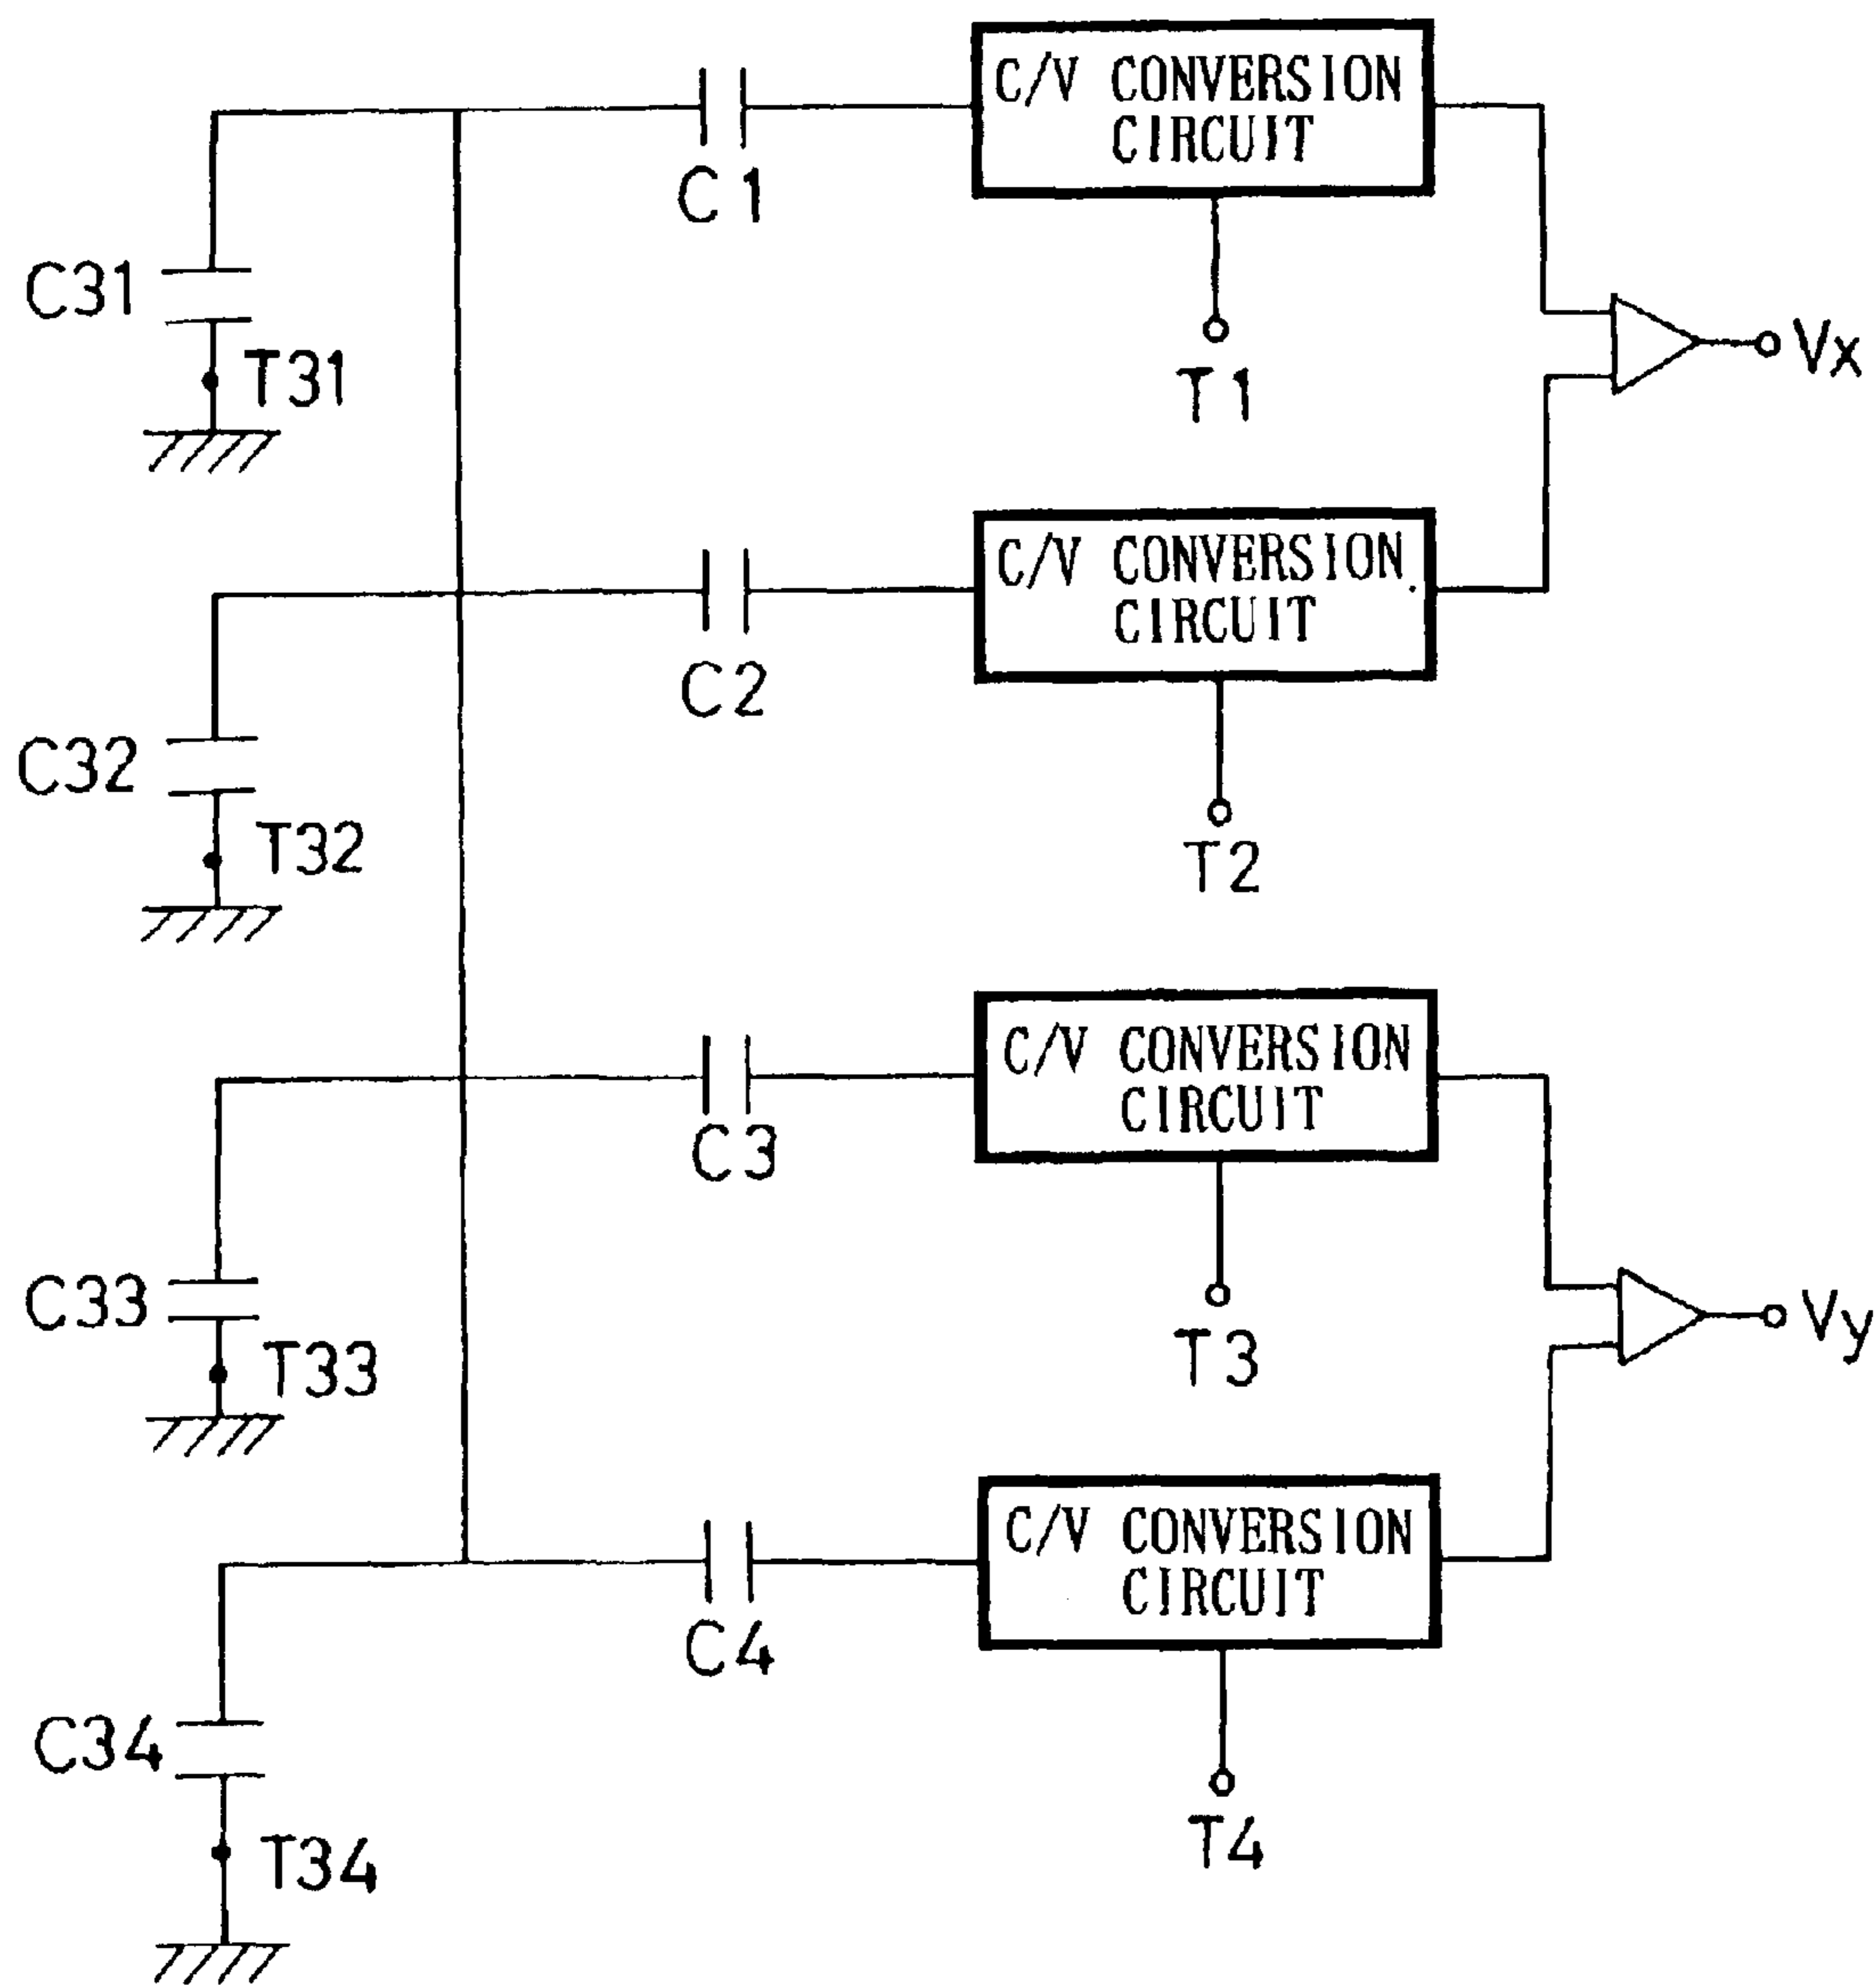 C/V CONVERSION
CIRCUIT
C1
C31
T31
T1
Vx
C/V CONVERSION
CIRCUIT
C2
C32
T32
T2
C/V CONVERSION
CIRCUIT
C3
C33
T33
T3
Vy
C/V CONVERSION
CIRCUIT
C4
C34
T34
T4